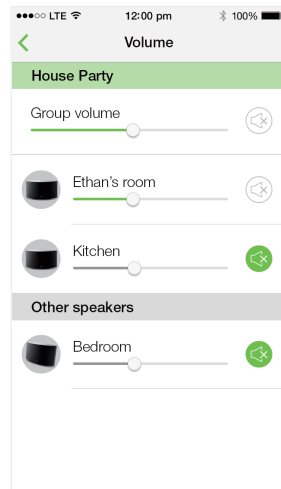 LTE 12:00 pm 100%
Volume
House Party
Group volume
Ethan's room
Kitchen
Other speakers
Bedroom